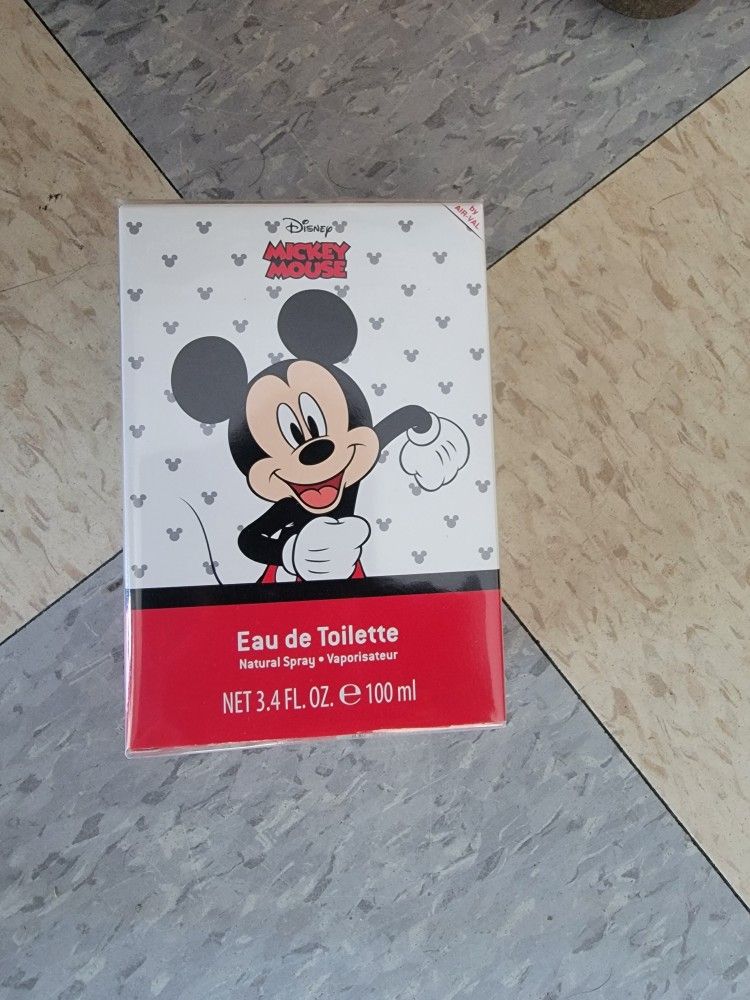 by
AIR-VAL
Disney
MICKEY
MOUSE
Eau de Toilette
Natural Spray • Vaporisateur
NET 3.4 FL. OZ. ℮ 100 ml